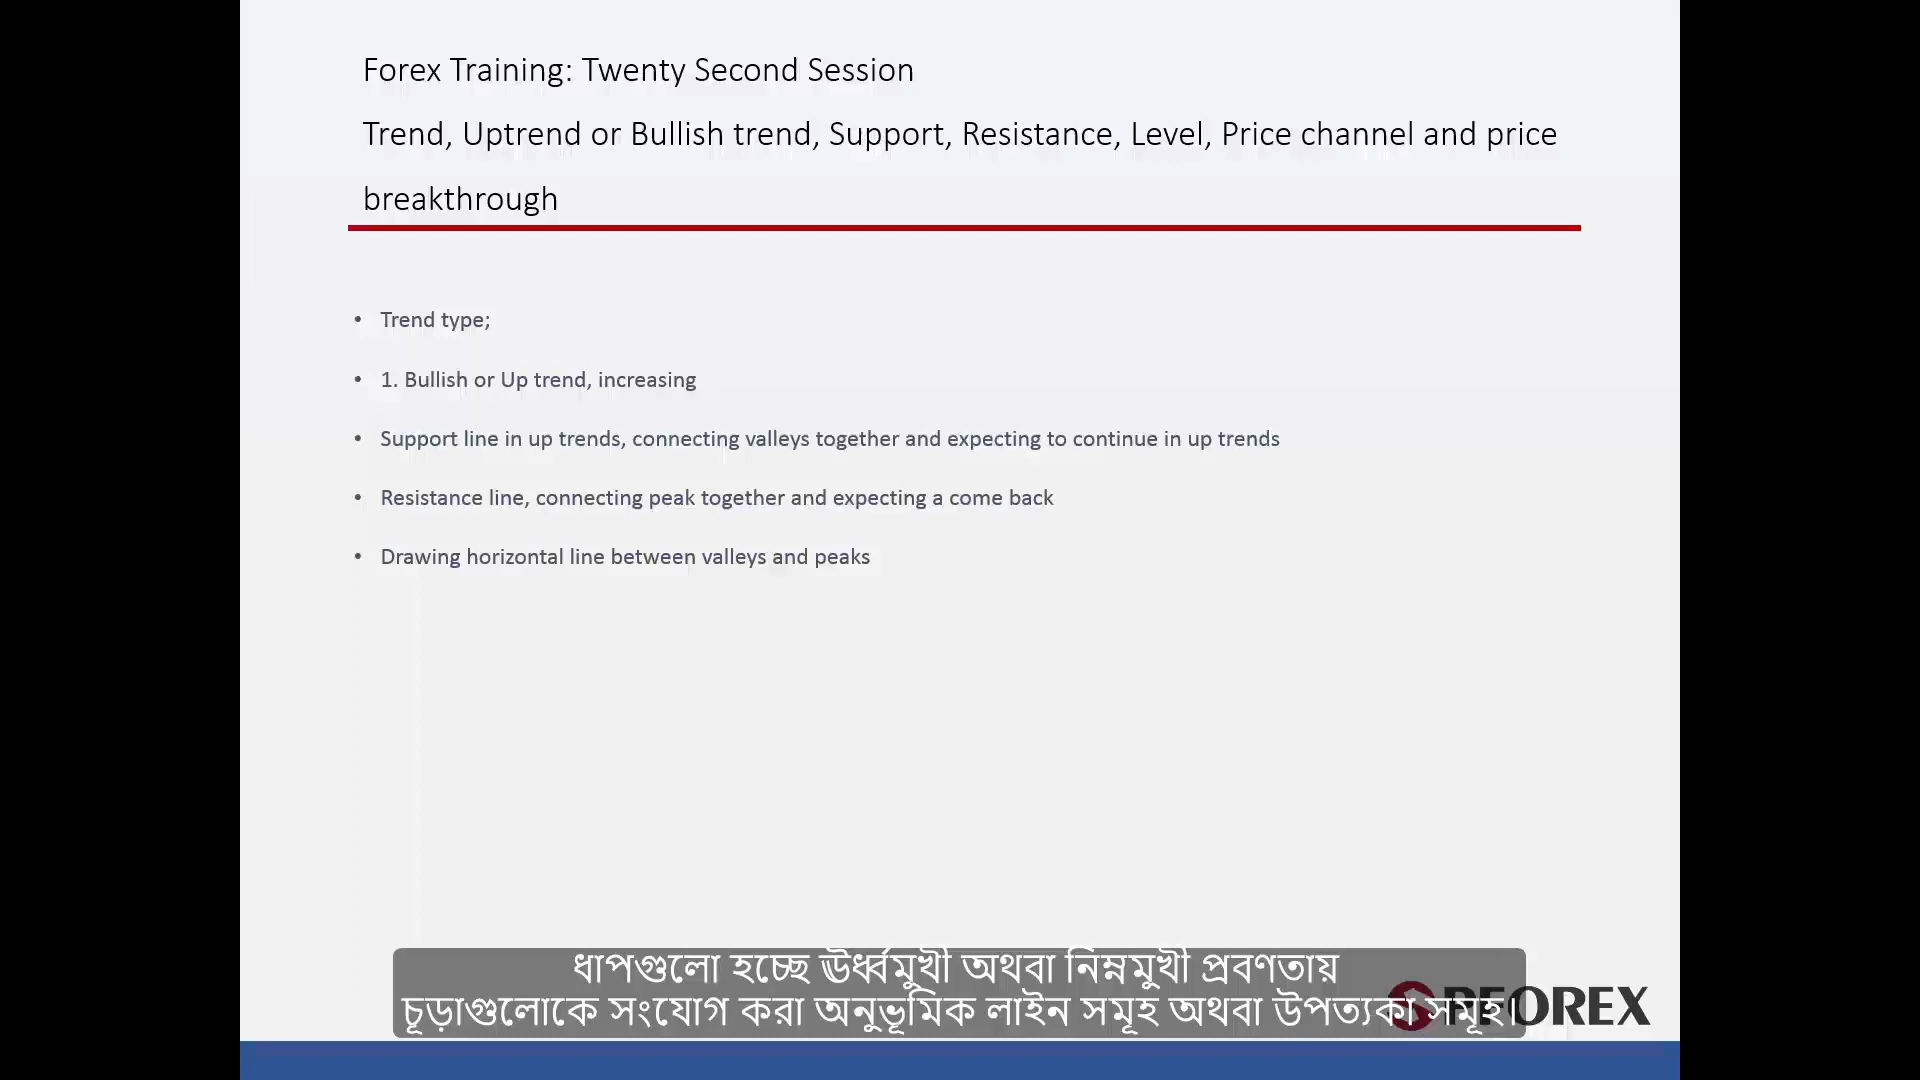 Forex Training: Twenty Second Session
Trend, Uptrend or Bullish trend, Support, Resistance, Level, Price channel and price
breakthrough
• Trend type;
• 1. Bullish or Up trend, increasing
• Support line in up trends, connecting valleys together and expecting to continue in up trends
• Resistance line, connecting peak together and expecting a come back
• Drawing horizontal line between valleys and peaks
ধাপগুলো হচ্ছে ঊর্ধ্বমুখী অথবা নিম্নমুখী প্রবণতায়
চূড়াগুলোকে সংযোগ করা অনুভূমিক লাইন সমূহ অথবা উপত্যকা সমূহ।
PFOREX